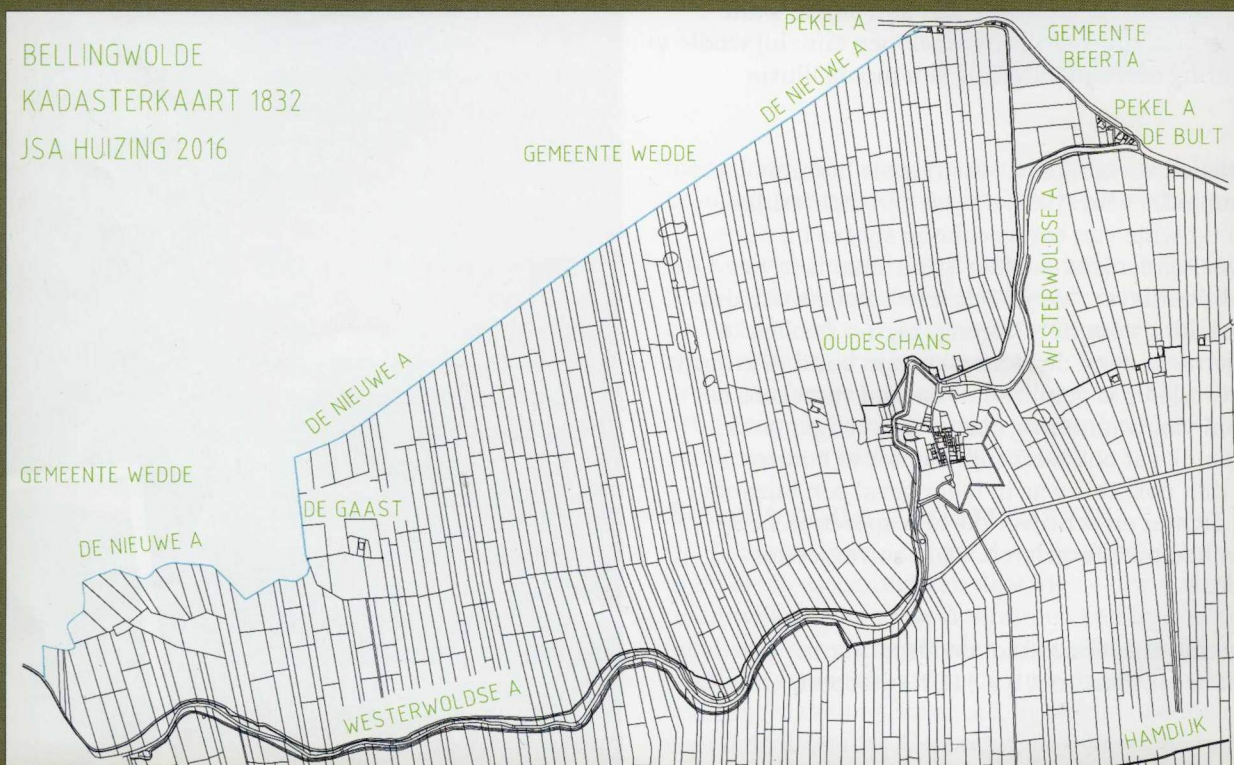 BELLINGWOLDE
KADASTERKAART 1832
JSA HUIZING 2016
PEKEL A
GEMEENTE
BEERTA
DE NIEUWE A
PEKEL A
DE BULT
GEMEENTE WEDDE
WESTERWOLDSE A
OUDESCHANS
DE NIEUWE A
GEMEENTE WEDDE
DE GAAST
DE NIEUWE A
WESTERWOLDSE A
HAMDIJK